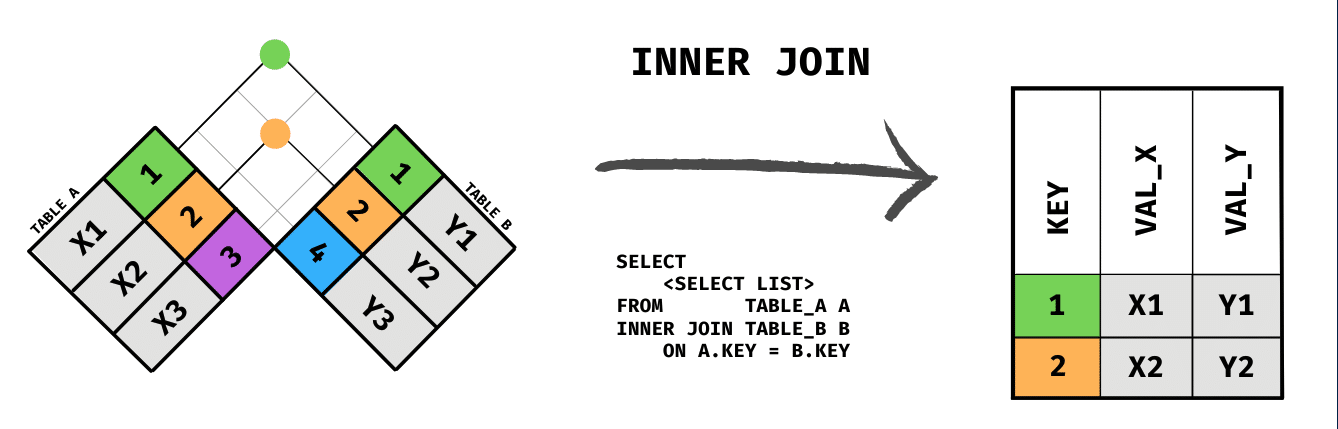 INNER JOIN
TABLE A
1
X1
2
X2
3
X3
TABLE B
1
Y1
2
Y2
4
Y3
SELECT
<SELECT LIST>
FROM TABLE_A A
INNER JOIN TABLE_B B
ON A.KEY = B.KEY
KEY VAL_X VAL_Y
1 X1 Y1
2 X2 Y2